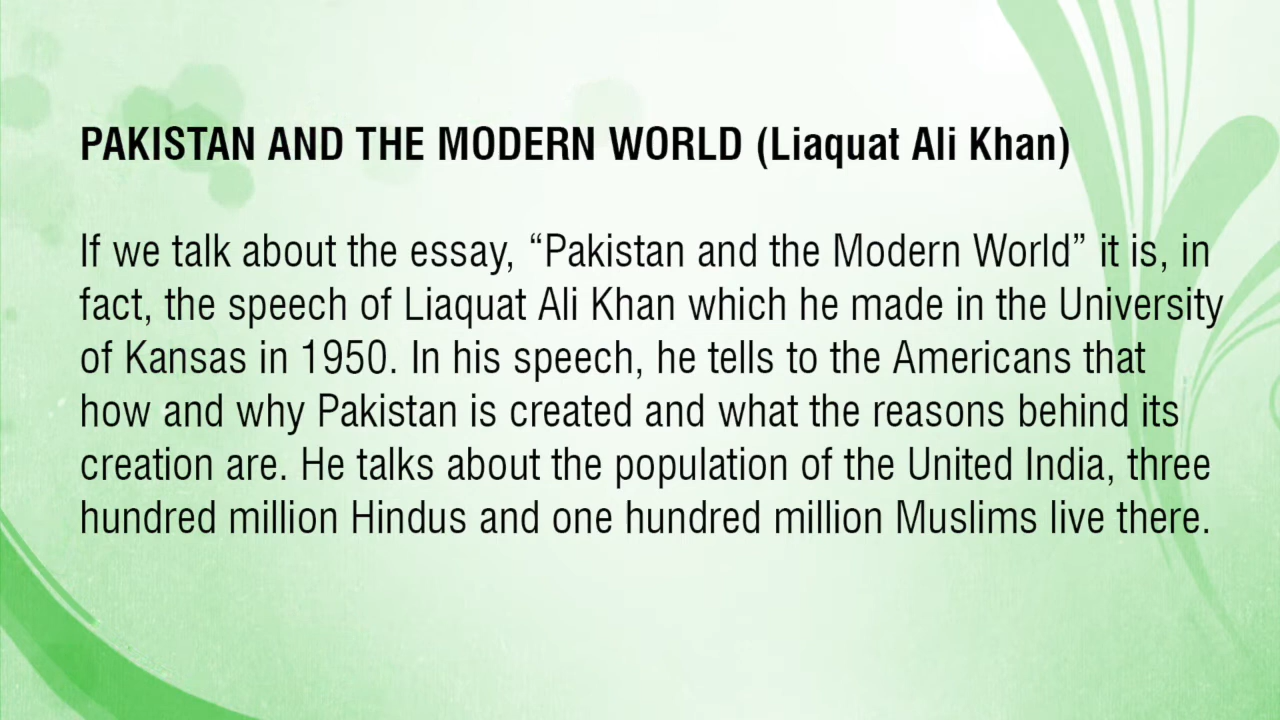 PAKISTAN AND THE MODERN WORLD (Liaquat Ali Khan)
If we talk about the essay, “Pakistan and the Modern World” it is, in
fact, the speech of Liaquat Ali Khan which he made in the University
of Kansas in 1950. In his speech, he tells to the Americans that
how and why Pakistan is created and what the reasons behind its
creation are. He talks about the population of the United India, three
hundred million Hindus and one hundred million Muslims live there.